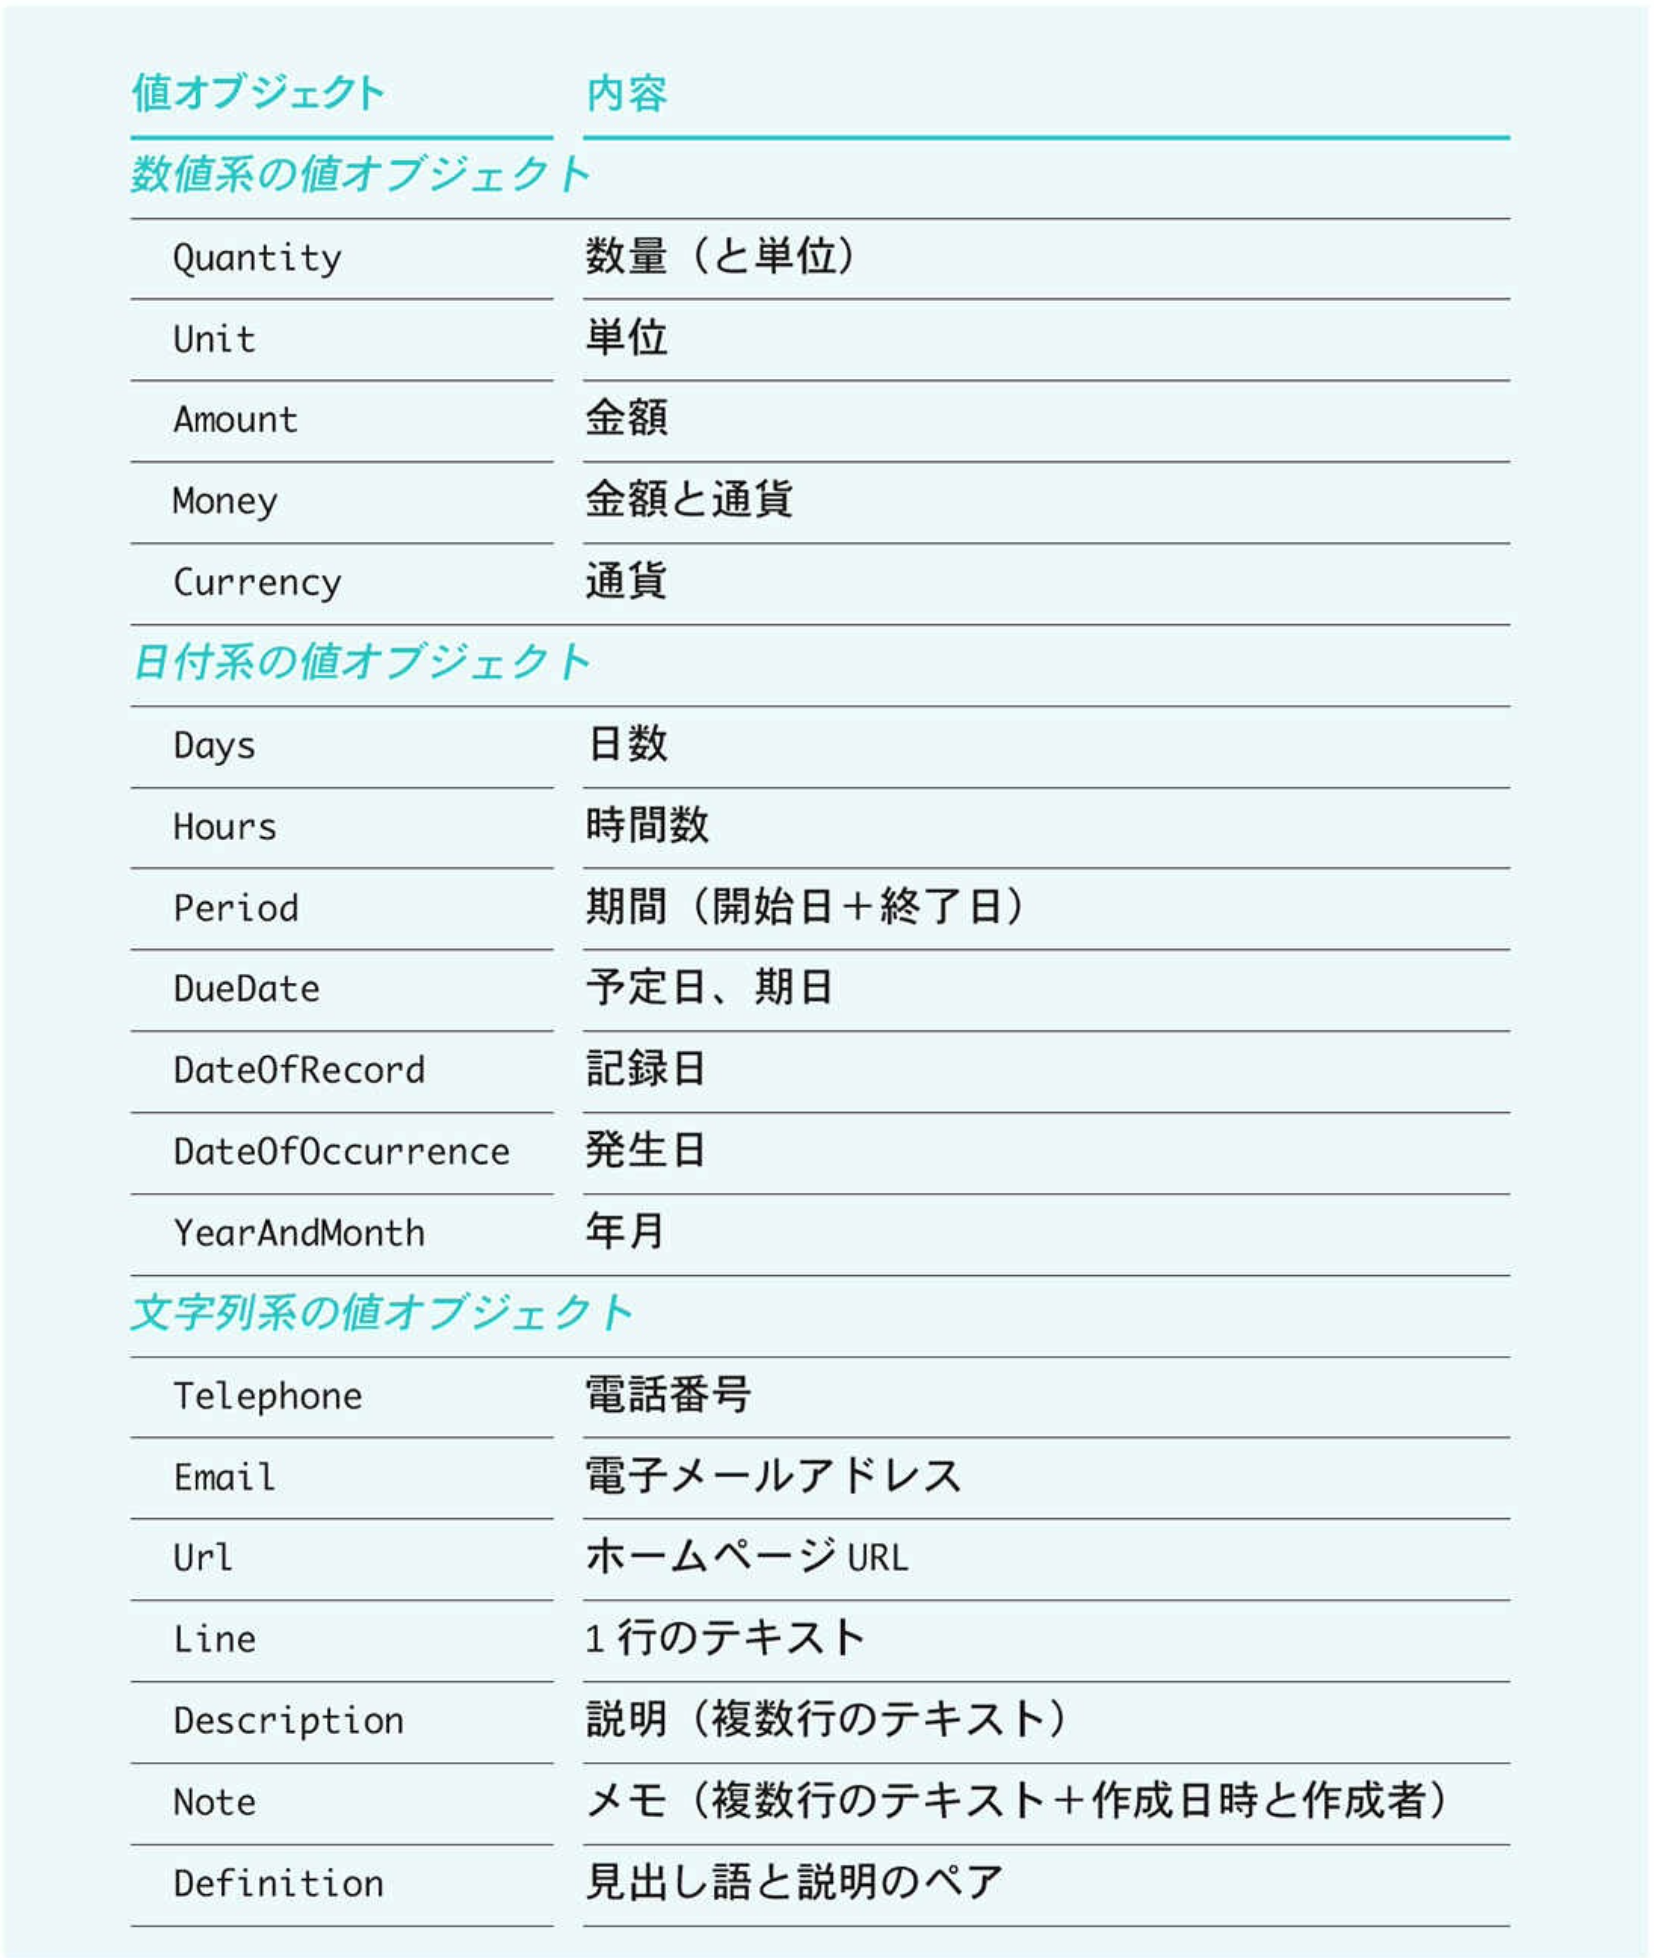 値オブジェクト 内容
数値系の値オブジェクト
Quantity 数量（と単位）
Unit 単位
Amount 金額
Money 金額と通貨
Currency 通貨
日付系の値オブジェクト
Days 日数
Hours 時間数
Period 期間（開始日＋終了日）
DueDate 予定日、期日
DateOfRecord 記録日
DateOfOccurrence 発生日
YearAndMonth 年月
文字列系の値オブジェクト
Telephone 電話番号
Email 電子メールアドレス
Url ホームページ URL
Line 1 行のテキスト
Description 説明（複数行のテキスト）
Note メモ（複数行のテキスト＋作成日時と作成者）
Definition 見出し語と説明のペア